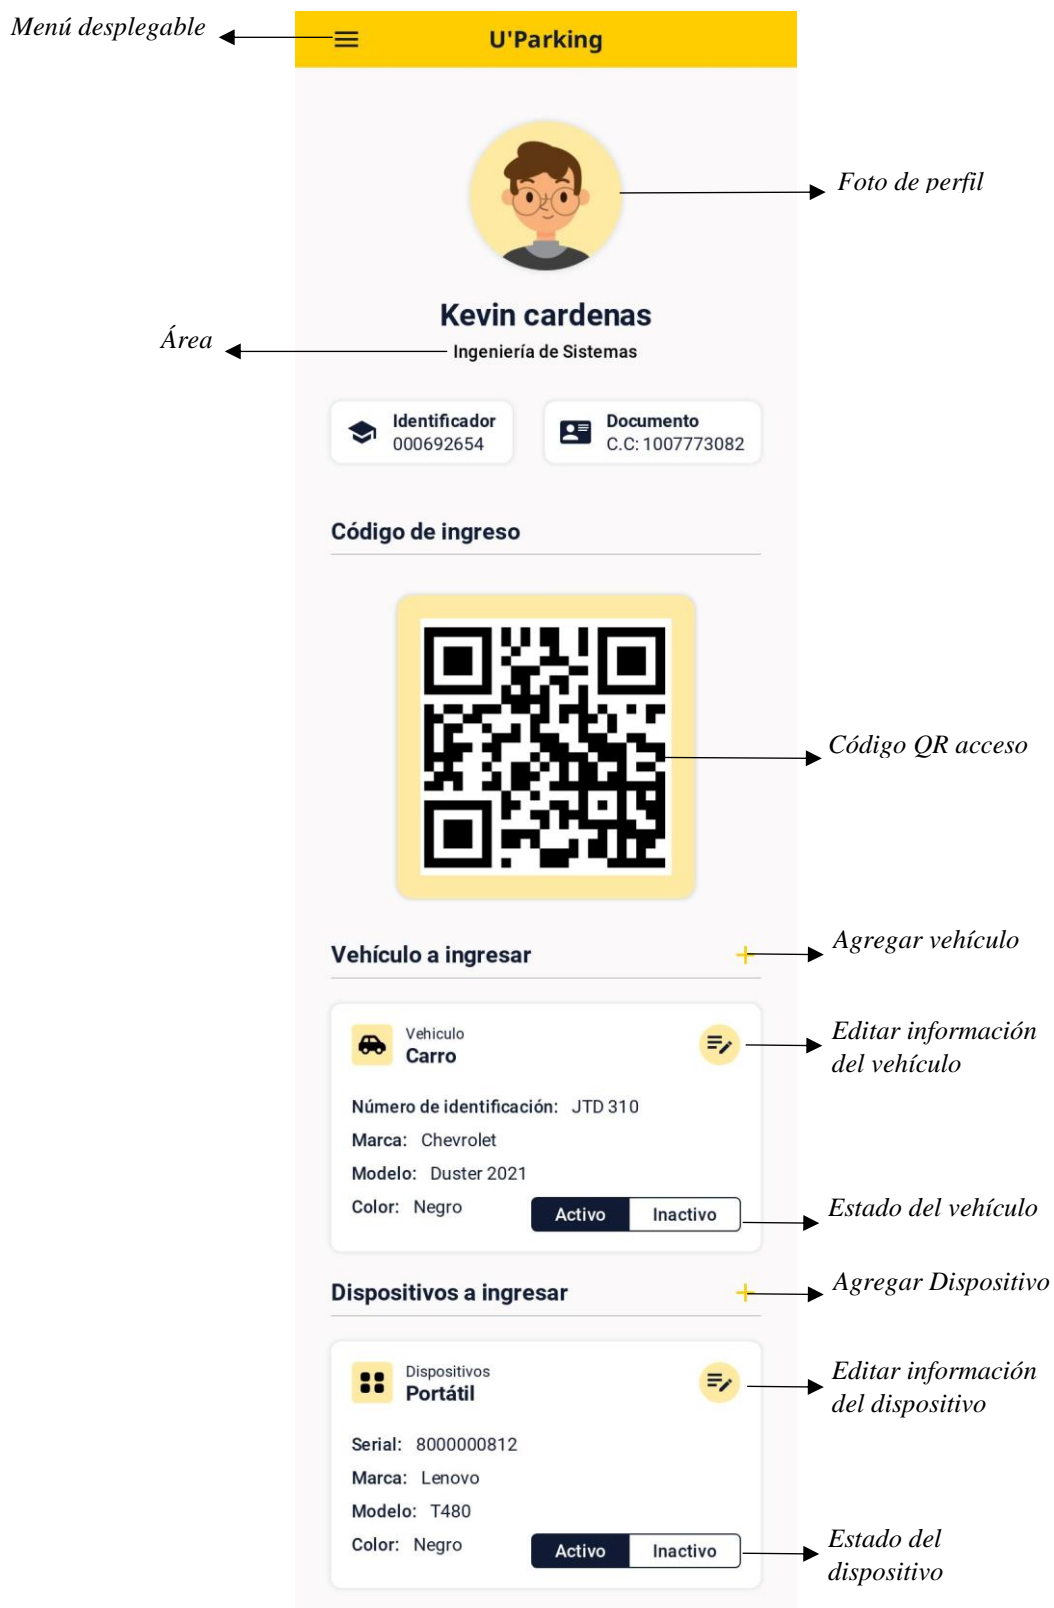 Menú desplegable
U'Parking
Foto de perfil
Kevin cardenas
Área
Ingeniería de Sistemas
Identificador
000692654
Documento
C.C: 1007773082
Código de ingreso
Código QR acceso
Vehículo a ingresar
Agregar vehículo
Vehiculo
Carro
Editar información
del vehículo
Número de identificación: JTD 310
Marca: Chevrolet
Modelo: Duster 2021
Color: Negro
Activo
Inactivo
Estado del vehículo
Dispositivos a ingresar
Agregar Dispositivo
Dispositivos
Portátil
Editar información
del dispositivo
Serial: 8000000812
Marca: Lenovo
Modelo: T480
Color: Negro
Activo
Inactivo
Estado del
dispositivo